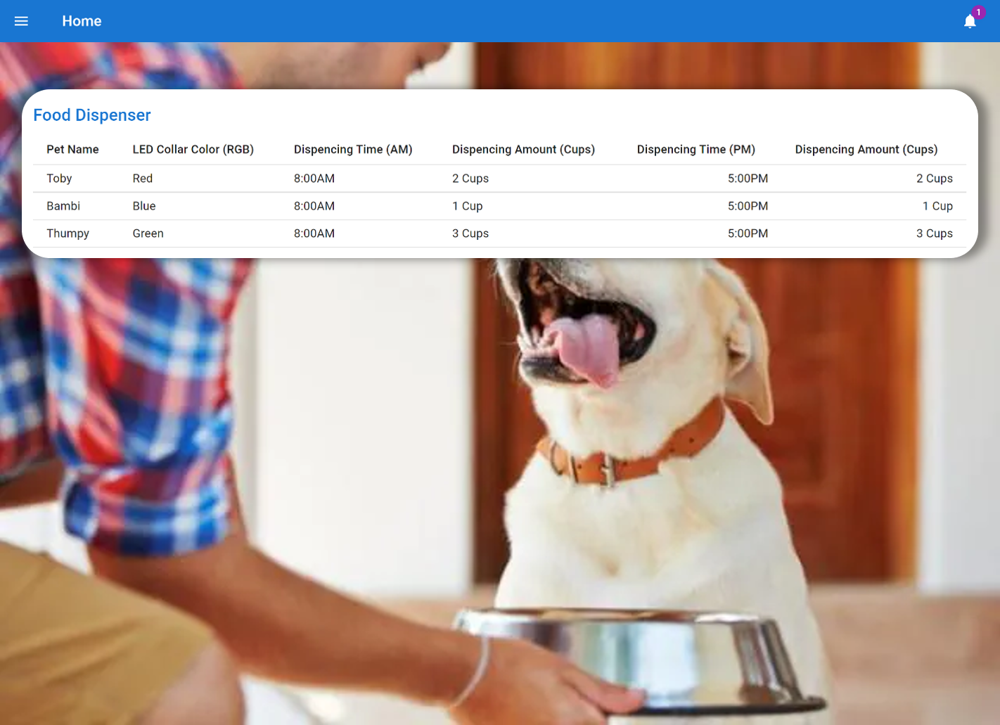 Home
1
Food Dispenser
Pet Name LED Collar Color (RGB) Dispencing Time (AM) Dispencing Amount (Cups) Dispencing Time (PM) Dispencing Amount (Cups)
Toby Red 8:00AM 2 Cups 5:00PM 2 Cups
Bambi Blue 8:00AM 1 Cup 5:00PM 1 Cup
Thumpy Green 8:00AM 3 Cups 5:00PM 3 Cups